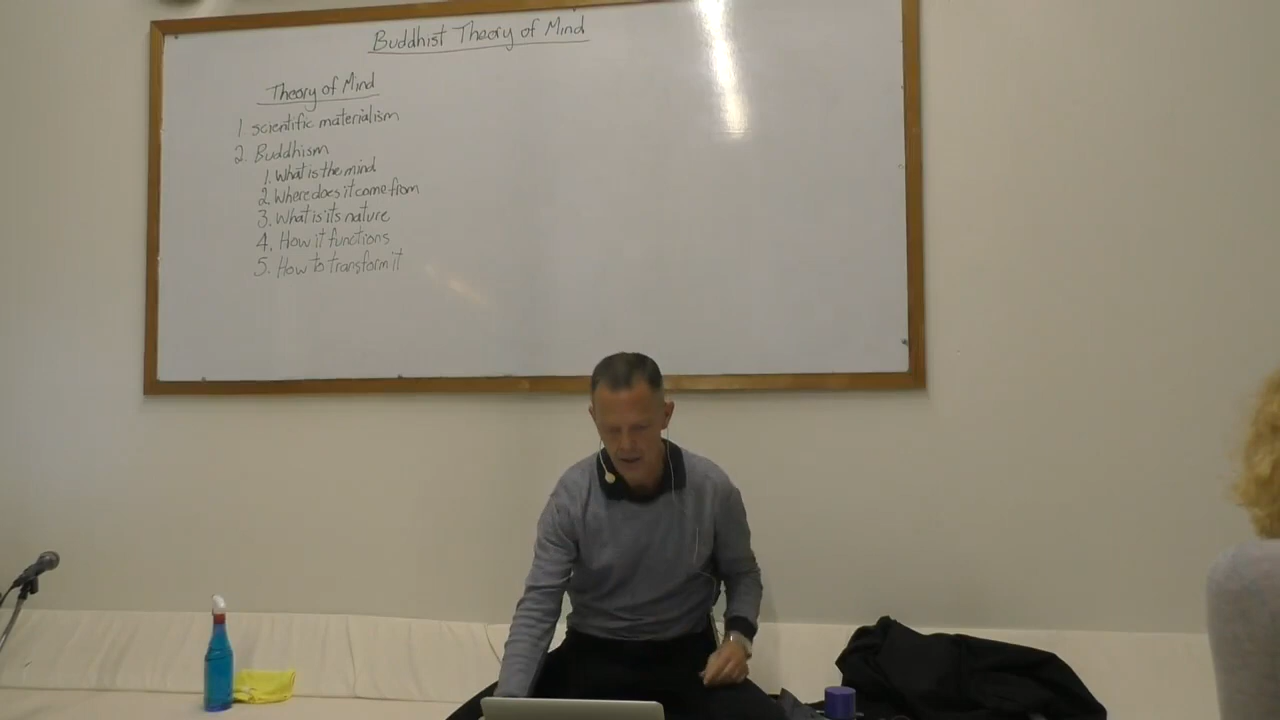 Buddhist Theory of Mind
Theory of Mind
1 scientific materialism
2. Buddhism
1. What is the mind
2. Where does it come from
3. What is its nature
4. How it functions
5. How to transform it